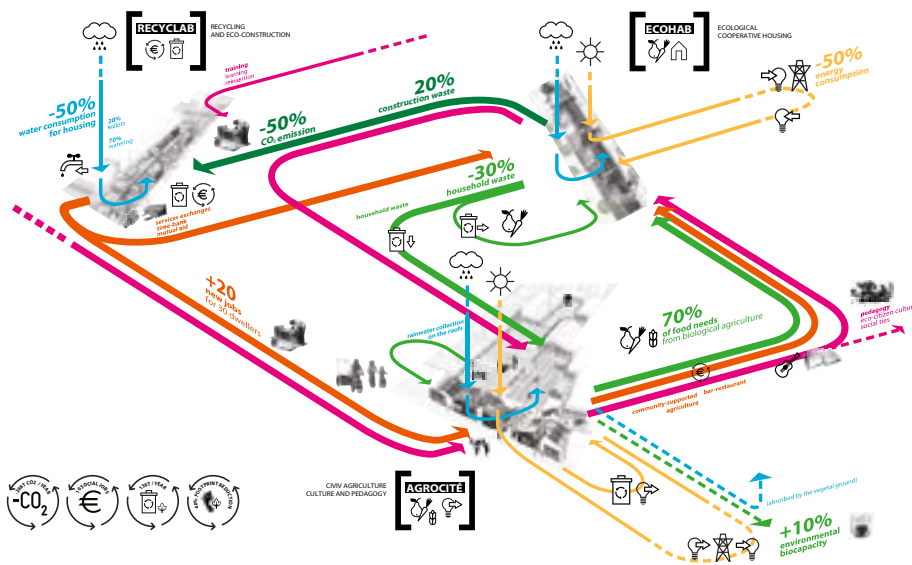 RECYCLAB
RECYCLING
AND ECO-CONSTRUCTION
ECOHAB
ECOLOGICAL
COOPERATIVE HOUSING
training
learning
reinsertion
-50%
water consumption
for housing
20%
toilets
70%
watering
-50%
CO₂ emission
20%
construction waste
-50%
energy
consumption
-30%
household waste
household waste
services exchanges
time-bank
mutual aid
+20
new jobs
for 30 dwellers
rainwater collection
on the roofs
70%
of food needs
from biological agriculture
pedagogy
eco-citizen culture
social ties
community-supported
agriculture
bar-restaurant
CIVIV AGRICULTURE
CULTURE AND PEDAGOGY
AGROCITÉ
(absorbed by the vegetal ground)
+10%
environmental
biocapacity
-CO₂
€